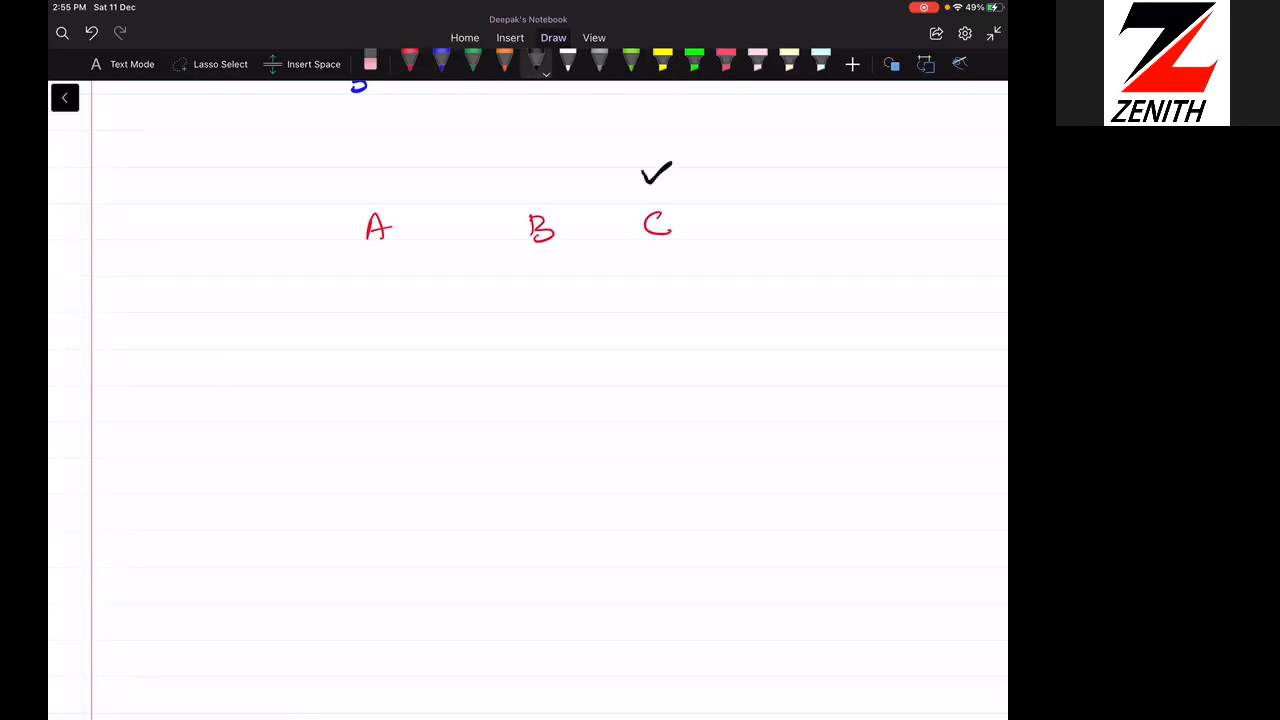 2:55 PM Sat 11 Dec
49%
Deepak's Notebook
Home Insert Draw View
A Text Mode Lasso Select Insert Space
ZENITH
✓
A B C